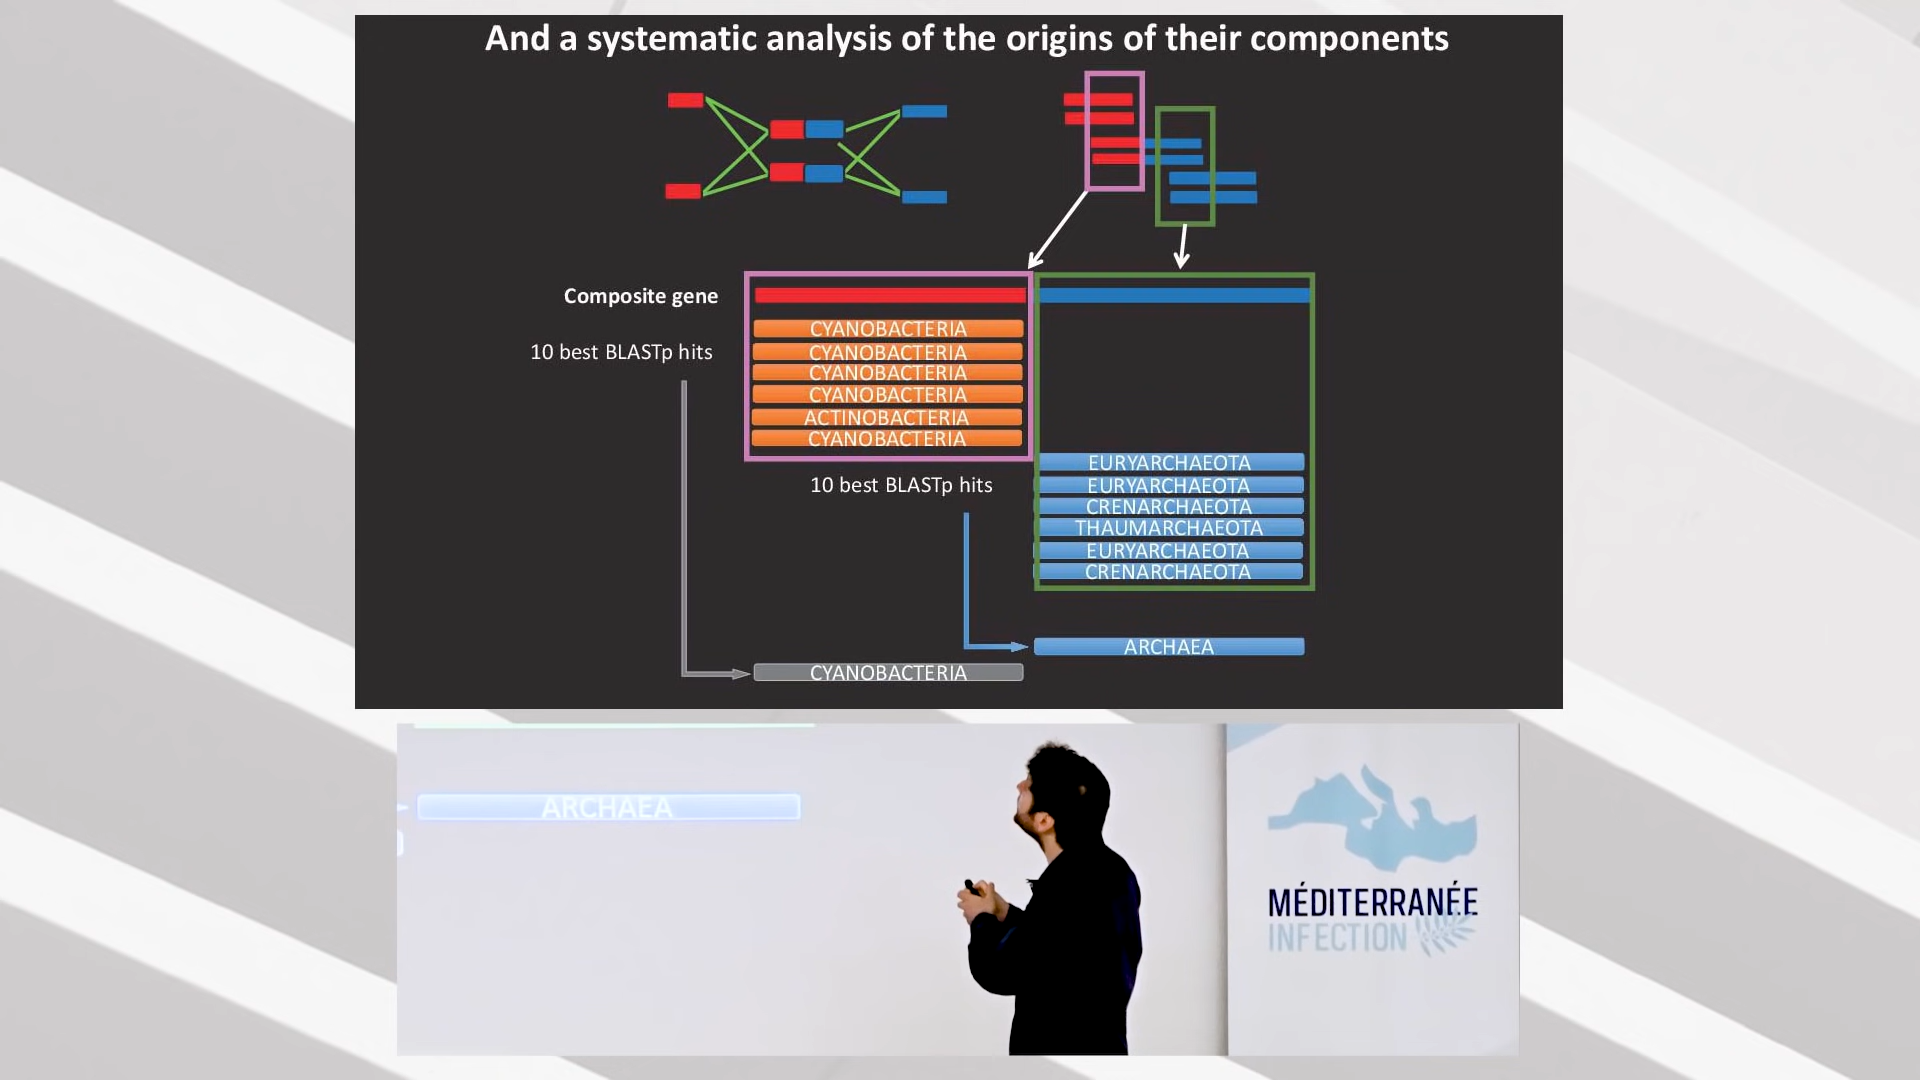 And a systematic analysis of the origins of their components
Composite gene
10 best BLASTp hits
CYANOBACTERIA
CYANOBACTERIA
CYANOBACTERIA
CYANOBACTERIA
ACTINOBACTERIA
CYANOBACTERIA
10 best BLASTp hits
EURYARCHAEOTA
EURYARCHAEOTA
CRENARCHAEOTA
THAUMARCHAEOTA
EURYARCHAEOTA
CRENARCHAEOTA
ARCHAEA
CYANOBACTERIA
ARCHAEA
MÉDITERRANÉE
INFECTION